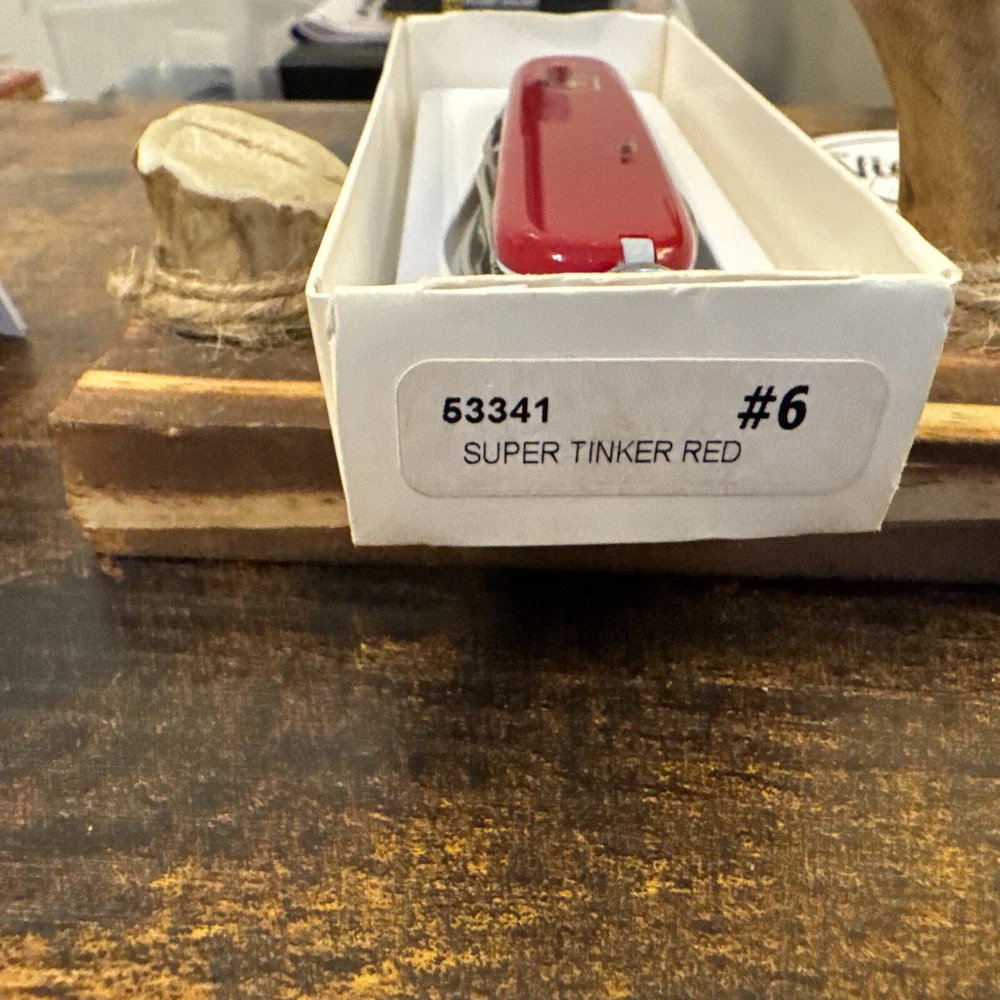 53341 #6
SUPER TINKER RED